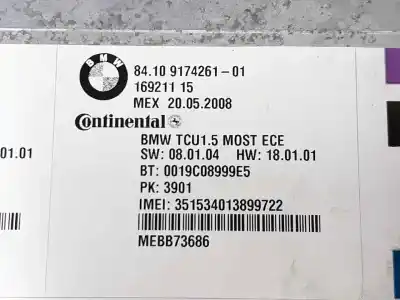 BMW
84.10 9174261-01
169211 15
MEX 20.05.2008
Continental
BMW TCU1.5 MOST ECE
SW: 08.01.04 HW: 18.01.01
BT: 0019C08999E5
PK: 3901
IMEI: 351534013899722
MEBB73686
01.01